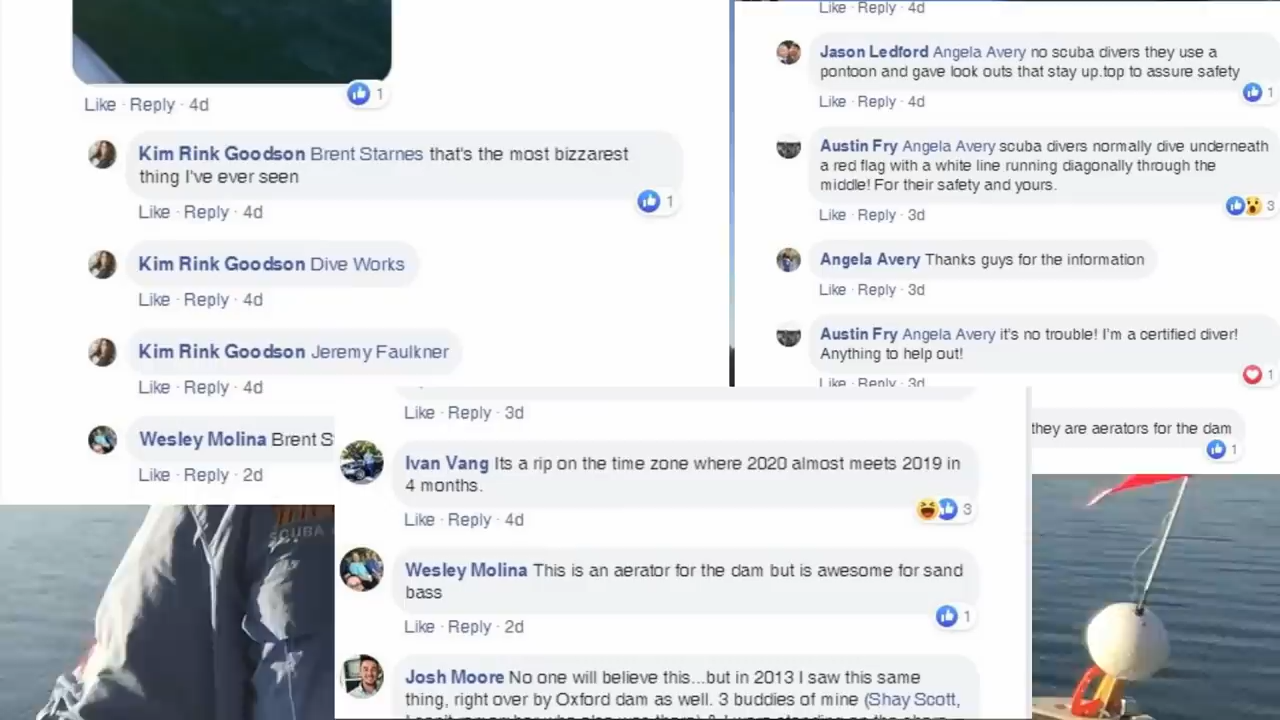 Like · Reply · 4d
1
Kim Rink Goodson Brent Starnes that's the most bizzarest
thing I've ever seen
1
Like · Reply · 4d
Kim Rink Goodson Dive Works
Like · Reply · 4d
Kim Rink Goodson Jeremy Faulkner
Like · Reply · 4d
Wesley Molina Brent S
Like · Reply · 2d
SCUBA
Like · Reply · 4d
Jason Ledford Angela Avery no scuba divers they use a
pontoon and gave look outs that stay up.top to assure safety
1
Like · Reply · 4d
Austin Fry Angela Avery scuba divers normally dive underneath
a red flag with a white line running diagonally through the
middle! For their safety and yours.
3
Like · Reply · 3d
Angela Avery Thanks guys for the information
Like · Reply · 3d
Austin Fry Angela Avery it's no trouble! I'm a certified diver!
Anything to help out!
1
Like · Reply · 3d
they are aerators for the dam
1
Like · Reply · 3d
Ivan Vang Its a rip on the time zone where 2020 almost meets 2019 in
4 months.
3
Like · Reply · 4d
Wesley Molina This is an aerator for the dam but is awesome for sand
bass
1
Like · Reply · 2d
Josh Moore No one will believe this...but in 2013 I saw this same
thing, right over by Oxford dam as well. 3 buddies of mine (Shay Scott,